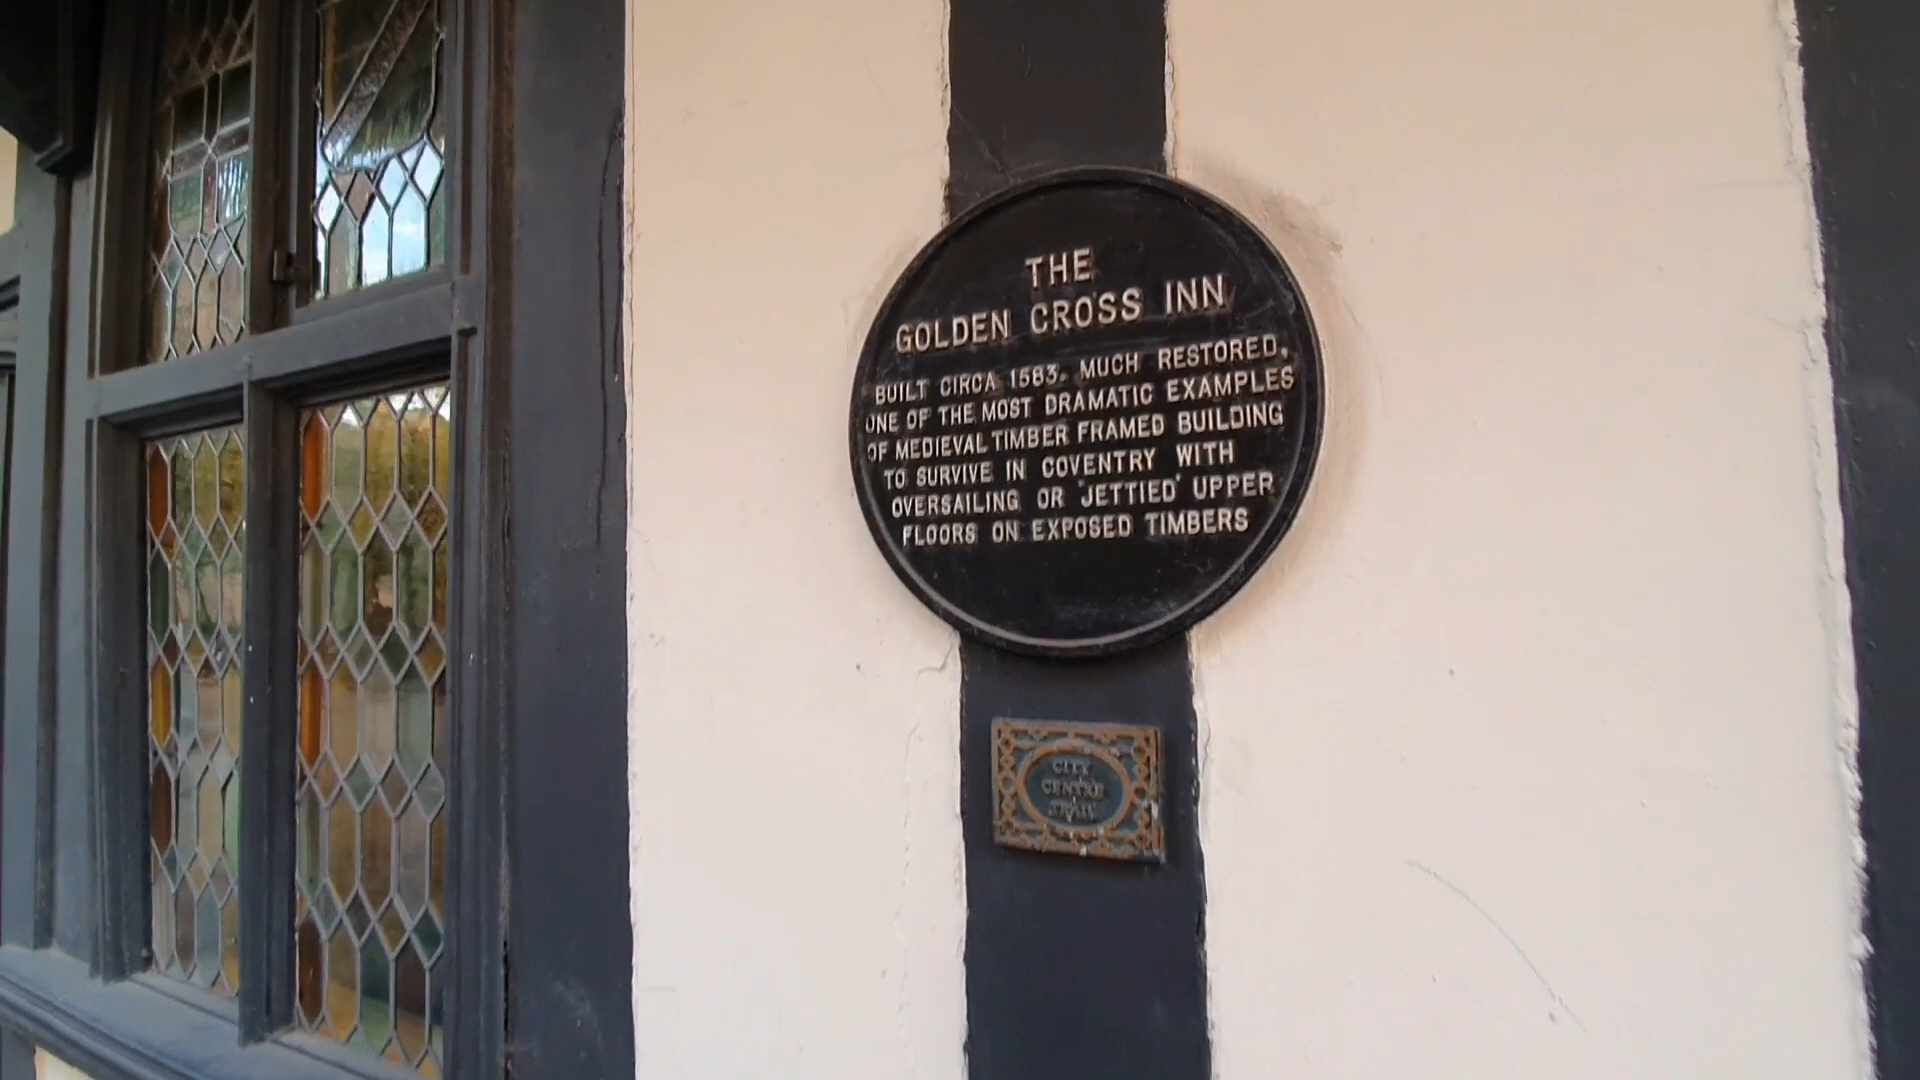 THE
GOLDEN CROSS INN
BUILT CIRCA 1583. MUCH RESTORED,
ONE OF THE MOST DRAMATIC EXAMPLES
OF MEDIEVAL TIMBER FRAMED BUILDING
TO SURVIVE IN COVENTRY WITH
OVERSAILING OR 'JETTIED' UPPER
FLOORS ON EXPOSED TIMBERS
CITY
CENTRE
TRAIL